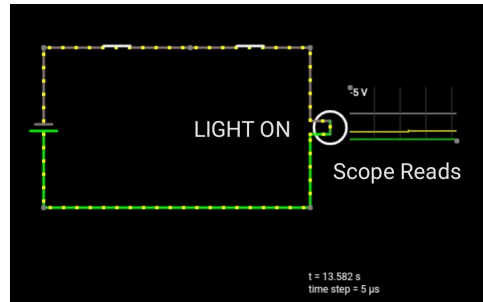 -5 V
LIGHT ON
Scope Reads
t = 13.582 s
time step = 5 µs